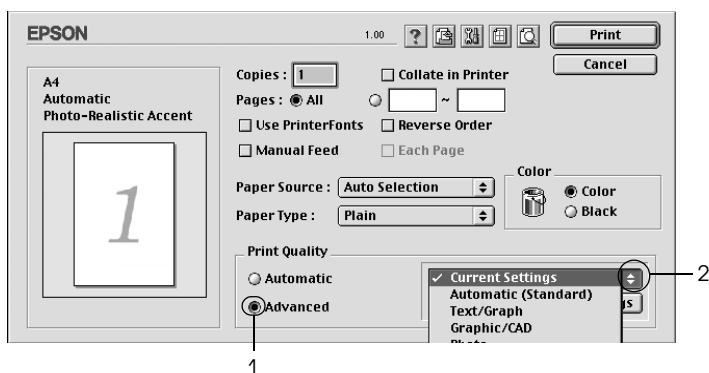 EPSON 1.00 ? Print
Cancel
A4
Automatic
Photo-Realistic Accent
1
Copies : 1 Collate in Printer
Pages : All ~
Use PrinterFonts Reverse Order
Manual Feed Each Page
Paper Source : Auto Selection
Paper Type : Plain
Color
Color
Black
Print Quality
Automatic
Advanced
✓ Current Settings
Automatic (Standard)
Text/Graph
Graphic/CAD
2
1